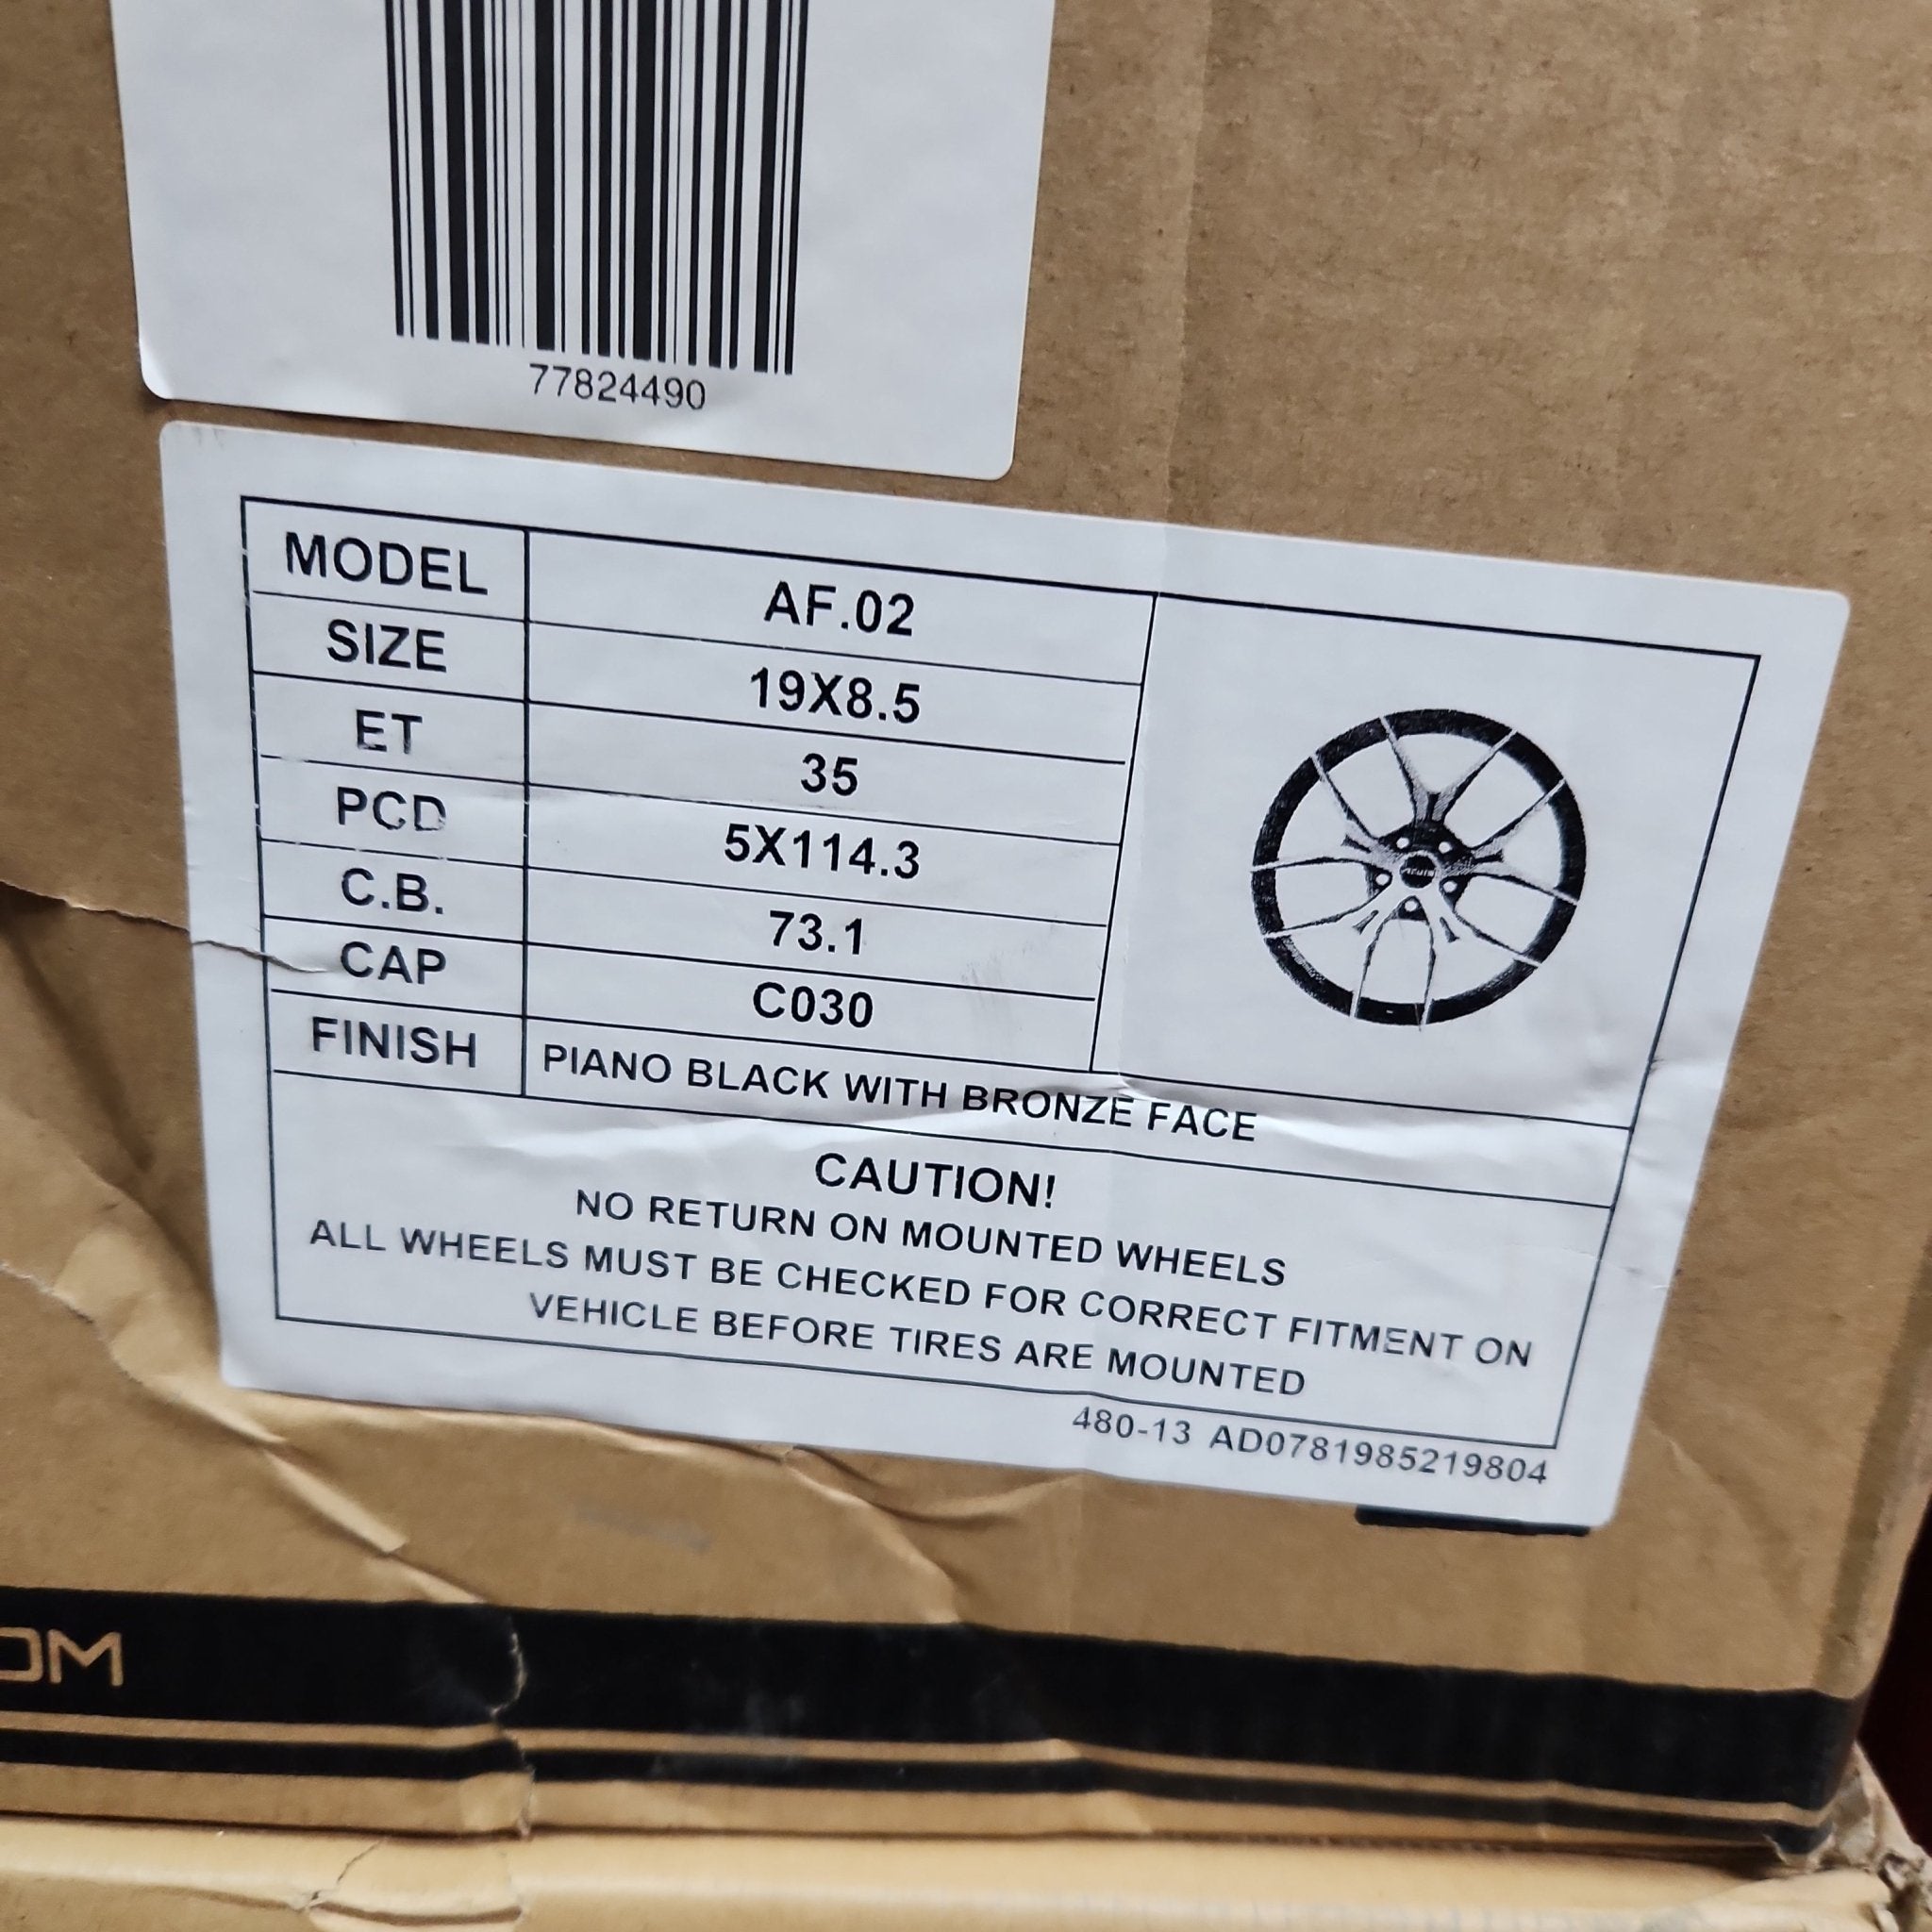 77824490
MODEL AF.02
SIZE 19X8.5
ET 35
PCD 5X114.3
C.B. 73.1
CAP C030
FINISH PIANO BLACK WITH BRONZE FACE
CAUTION!
NO RETURN ON MOUNTED WHEELS
ALL WHEELS MUST BE CHECKED FOR CORRECT FITMENT ON
VEHICLE BEFORE TIRES ARE MOUNTED
480-13 AD0781985219804
OM